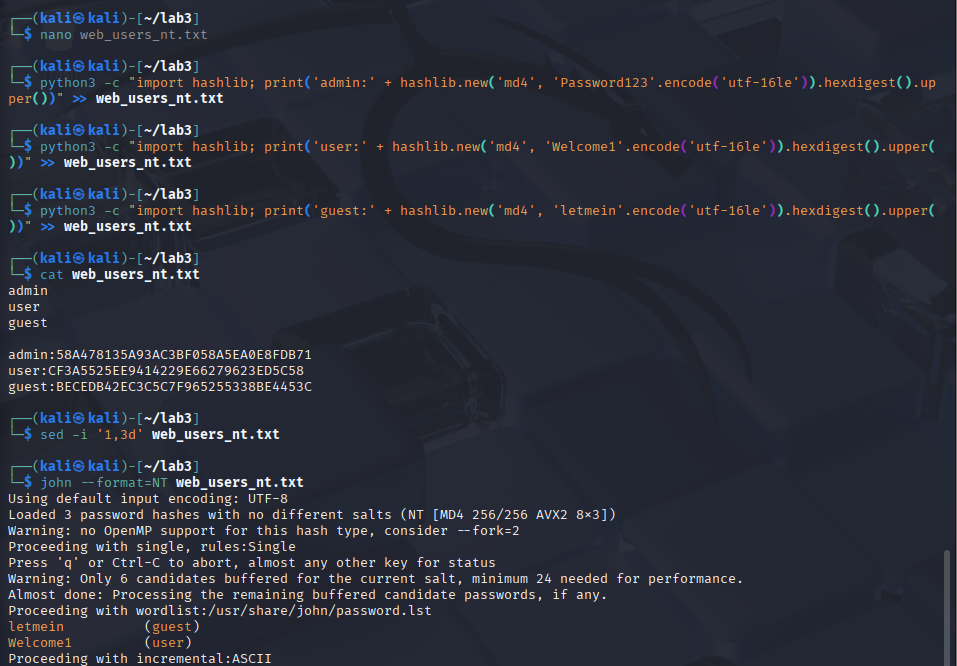 ┌──(kali㉿kali)-[~/lab3]
└─$ nano web_users_nt.txt
┌──(kali㉿kali)-[~/lab3]
└─$ python3 -c "import hashlib; print('admin:' + hashlib.new('md4', 'Password123'.encode('utf-16le')).hexdigest().up
per())" >> web_users_nt.txt
┌──(kali㉿kali)-[~/lab3]
└─$ python3 -c "import hashlib; print('user:' + hashlib.new('md4', 'Welcome1'.encode('utf-16le')).hexdigest().upper(
))" >> web_users_nt.txt
┌──(kali㉿kali)-[~/lab3]
└─$ python3 -c "import hashlib; print('guest:' + hashlib.new('md4', 'letmein'.encode('utf-16le')).hexdigest().upper(
))" >> web_users_nt.txt
┌──(kali㉿kali)-[~/lab3]
└─$ cat web_users_nt.txt
admin
user
guest
admin:58A478135A93AC3BF058A5EA0E8FDB71
user:CF3A5525EE9414229E66279623ED5C58
guest:BECEDB42EC3C5C7F965255338BE4453C
┌──(kali㉿kali)-[~/lab3]
└─$ sed -i '1,3d' web_users_nt.txt
┌──(kali㉿kali)-[~/lab3]
└─$ john --format=NT web_users_nt.txt
Using default input encoding: UTF-8
Loaded 3 password hashes with no different salts (NT [MD4 256/256 AVX2 8×3])
Warning: no OpenMP support for this hash type, consider --fork=2
Proceeding with single, rules:Single
Press 'q' or Ctrl-C to abort, almost any other key for status
Warning: Only 6 candidates buffered for the current salt, minimum 24 needed for performance.
Almost done: Processing the remaining buffered candidate passwords, if any.
Proceeding with wordlist:/usr/share/john/password.lst
letmein (guest)
Welcome1 (user)
Proceeding with incremental:ASCII